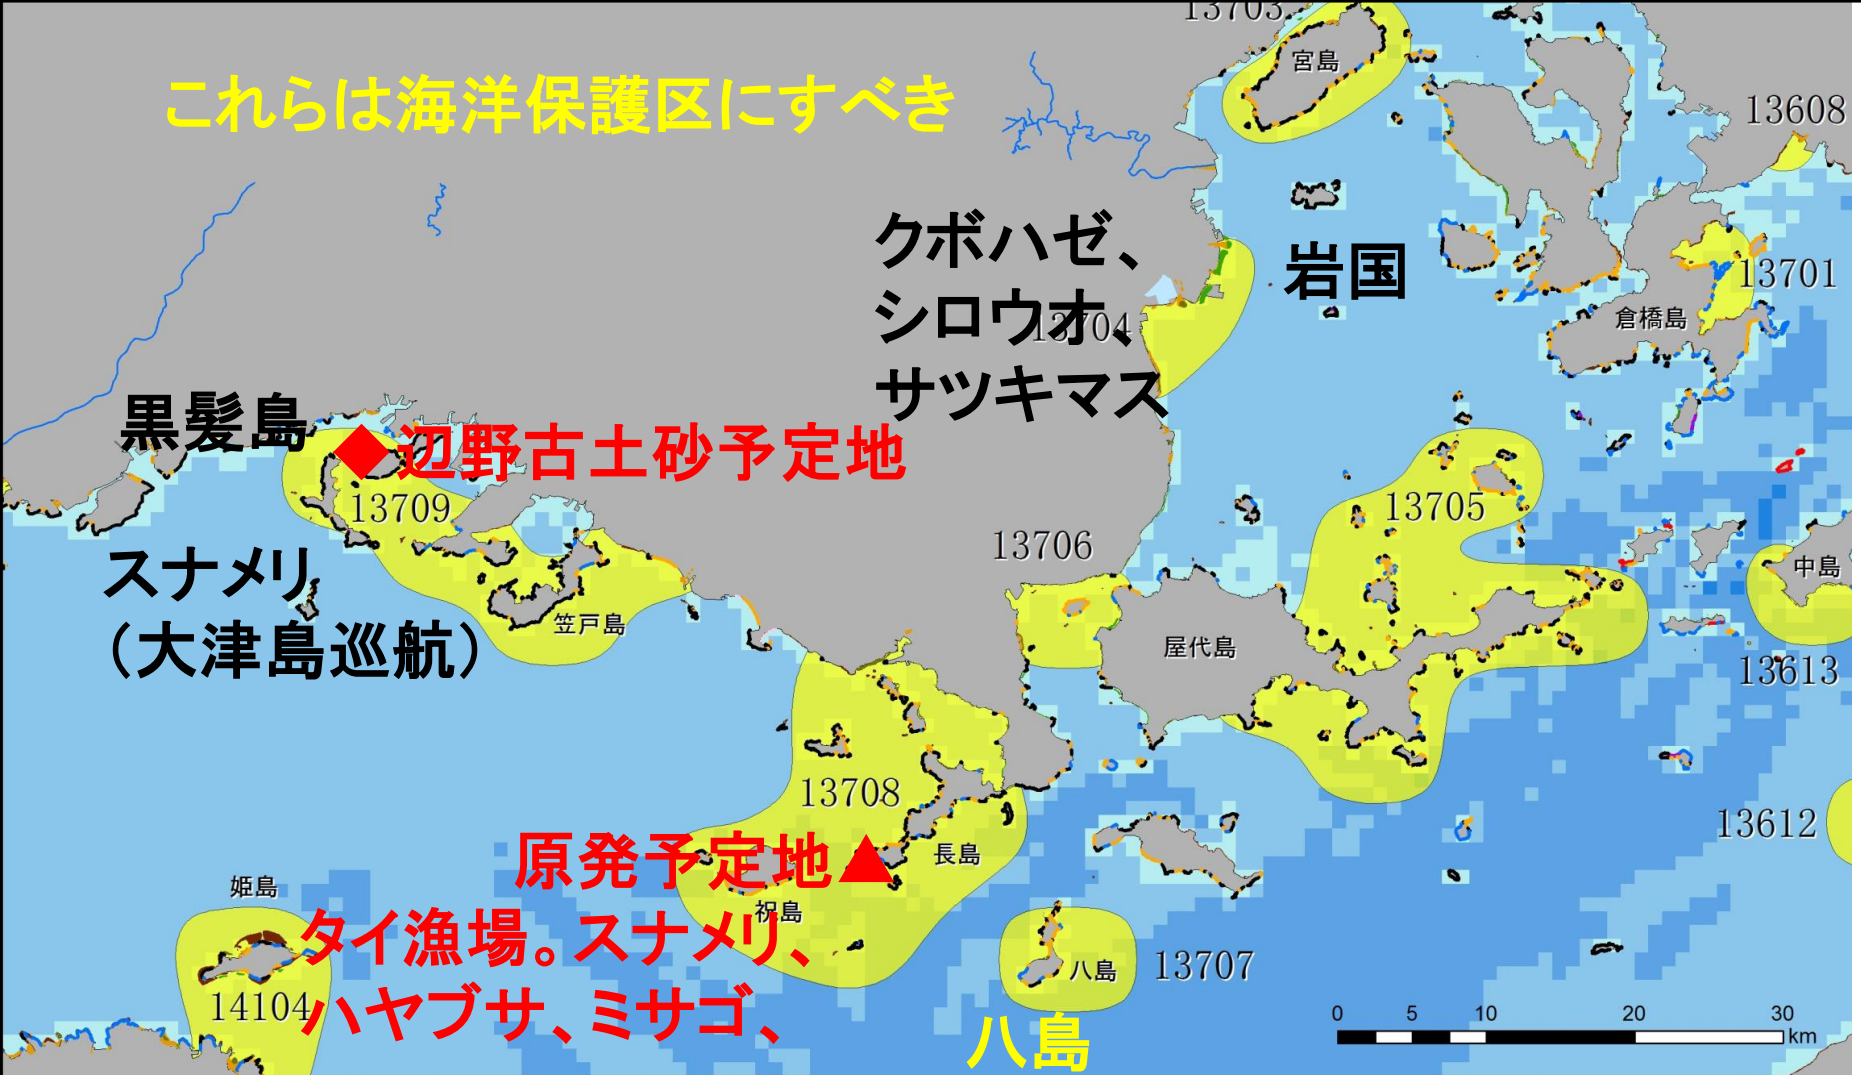 13703
宮島
これらは海洋保護区にすべき
13608
クボハゼ、
シロウオ、
サツキマス
13704
岩国
13701
倉橋島
黒髪島
◆辺野古土砂予定地
13709
13705
13706
スナメリ
（大津島巡航）
笠戸島
屋代島
中島
13613
13708
13612
原発予定地▲
長島
祝島
姫島
タイ漁場。スナメリ、
ハヤブサ、ミサゴ、
14104
八島
13707
八島
0 5 10 20 30
km